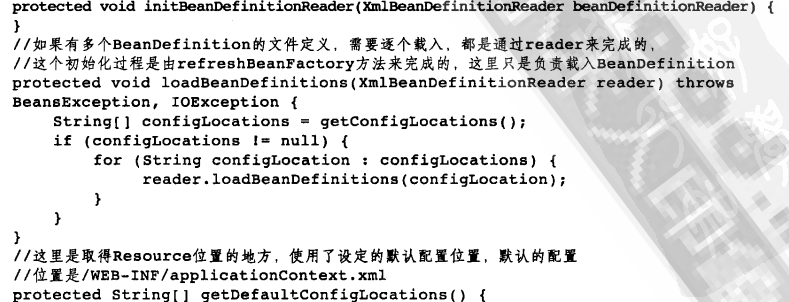 protected void initBeanDefinitionReader(XmlBeanDefinitionReader beanDefinitionReader) {
}
//如果有多个BeanDefinition的文件定义，需要逐个载入，都是通过reader来完成的，
//这个初始化过程是由refreshBeanFactory方法来完成的，这里只是负责载入BeanDefinition
protected void loadBeanDefinitions(XmlBeanDefinitionReader reader) throws
BeansException, IOException {
    String[] configLocations = getConfigLocations();
    if (configLocations != null) {
        for (String configLocation : configLocations) {
            reader.loadBeanDefinitions(configLocation);
        }
    }
}
//这里是取得Resource位置的地方，使用了设定的默认配置位置，默认的配置
//位置是/WEB-INF/applicationContext.xml
protected String[] getDefaultConfigLocations() {